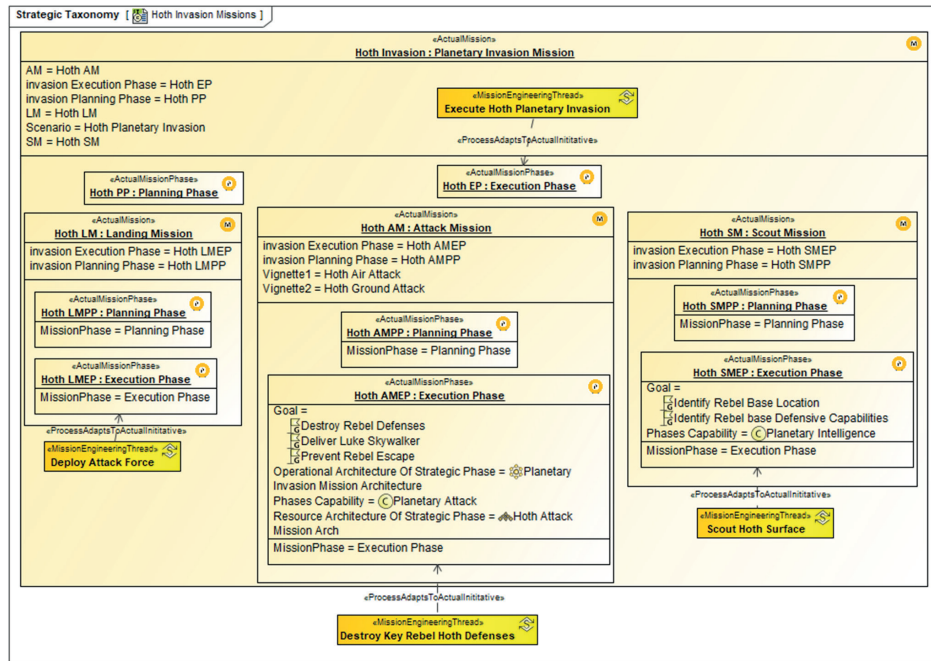 Strategic Taxonomy [ Hoth Invasion Missions ]
«ActualMission»
Hoth Invasion : Planetary Invasion Mission
M
AM = Hoth AM
invasion Execution Phase = Hoth EP
invasion Planning Phase = Hoth PP
LM = Hoth LM
Scenario = Hoth Planetary Invasion
SM = Hoth SM
«MissionEngineeringThread»
Execute Hoth Planetary Invasion
«ProcessAdaptsToActualInititative»
«ActualMissionPhase»
Hoth PP : Planning Phase
«ActualMissionPhase»
Hoth EP : Execution Phase
«ActualMission»
Hoth LM : Landing Mission
M
invasion Execution Phase = Hoth LMEP
invasion Planning Phase = Hoth LMPP
«ActualMissionPhase»
Hoth LMPP : Planning Phase
MissionPhase = Planning Phase
«ActualMissionPhase»
Hoth LMEP : Execution Phase
MissionPhase = Execution Phase
«ProcessAdaptsToActualInititative»
«MissionEngineeringThread»
Deploy Attack Force
«ActualMission»
Hoth AM : Attack Mission
M
invasion Execution Phase = Hoth AMEP
invasion Planning Phase = Hoth AMPP
Vignette1 = Hoth Air Attack
Vignette2 = Hoth Ground Attack
«ActualMissionPhase»
Hoth AMPP : Planning Phase
MissionPhase = Planning Phase
«ActualMissionPhase»
Hoth AMEP : Execution Phase
Goal =
Destroy Rebel Defenses
Deliver Luke Skywalker
Prevent Rebel Escape
Operational Architecture Of Strategic Phase = Planetary
Invasion Mission Architecture
Phases Capability = C Planetary Attack
Resource Architecture Of Strategic Phase = Hoth Attack
Mission Arch
MissionPhase = Execution Phase
«ProcessAdaptsToActualInititative»
«MissionEngineeringThread»
Destroy Key Rebel Hoth Defenses
«ActualMission»
Hoth SM : Scout Mission
M
invasion Execution Phase = Hoth SMEP
invasion Planning Phase = Hoth SMPP
«ActualMissionPhase»
Hoth SMPP : Planning Phase
MissionPhase = Planning Phase
«ActualMissionPhase»
Hoth SMEP : Execution Phase
Goal =
Identify Rebel Base Location
Identify Rebel base Defensive Capabilities
Phases Capability = C Planetary Intelligence
MissionPhase = Execution Phase
«ProcessAdaptsToActualInititative»
«MissionEngineeringThread»
Scout Hoth Surface